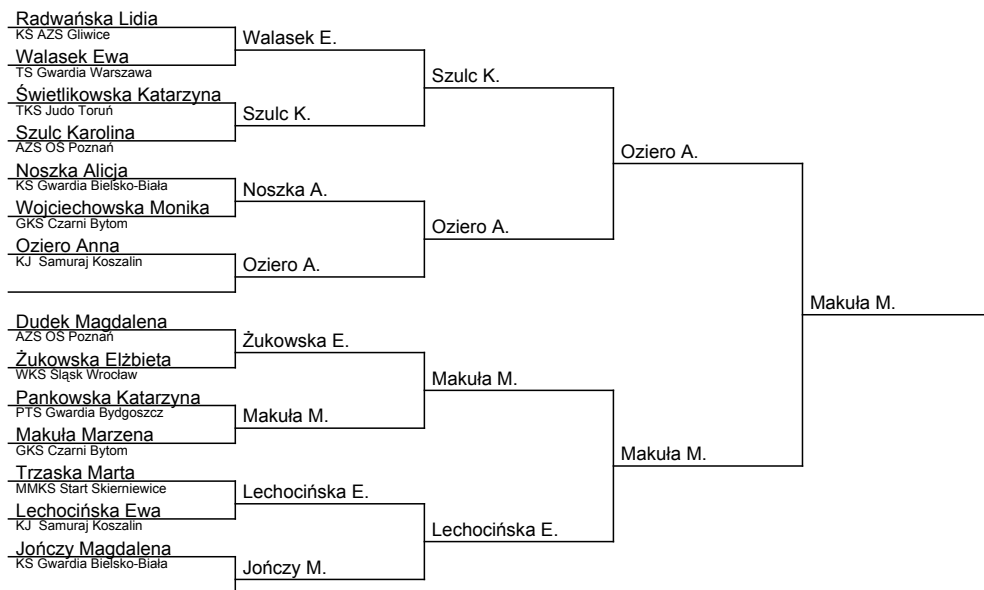 Radwańska Lidia
KS AZS Gliwice
Walasek E.
Walasek Ewa
TS Gwardia Warszawa
Szulc K.
Świetlikowska Katarzyna
TKS Judo Toruń
Szulc K.
Szulc Karolina
AZS OŚ Poznań
Oziero A.
Noszka Alicja
KS Gwardia Bielsko-Biała
Noszka A.
Wojciechowska Monika
GKS Czarni Bytom
Oziero A.
Oziero Anna
KJ  Samuraj Koszalin
Oziero A.
Makuła M.
Dudek Magdalena
AZS OŚ Poznań
Żukowska E.
Żukowska Elżbieta
WKS Śląsk Wrocław
Makuła M.
Pankowska Katarzyna
PTS Gwardia Bydgoszcz
Makuła M.
Makuła Marzena
GKS Czarni Bytom
Makuła M.
Trzaska Marta
MMKS Start Skierniewice
Lechocińska E.
Lechocińska Ewa
KJ  Samuraj Koszalin
Lechocińska E.
Jończy Magdalena
KS Gwardia Bielsko-Biała
Jończy M.